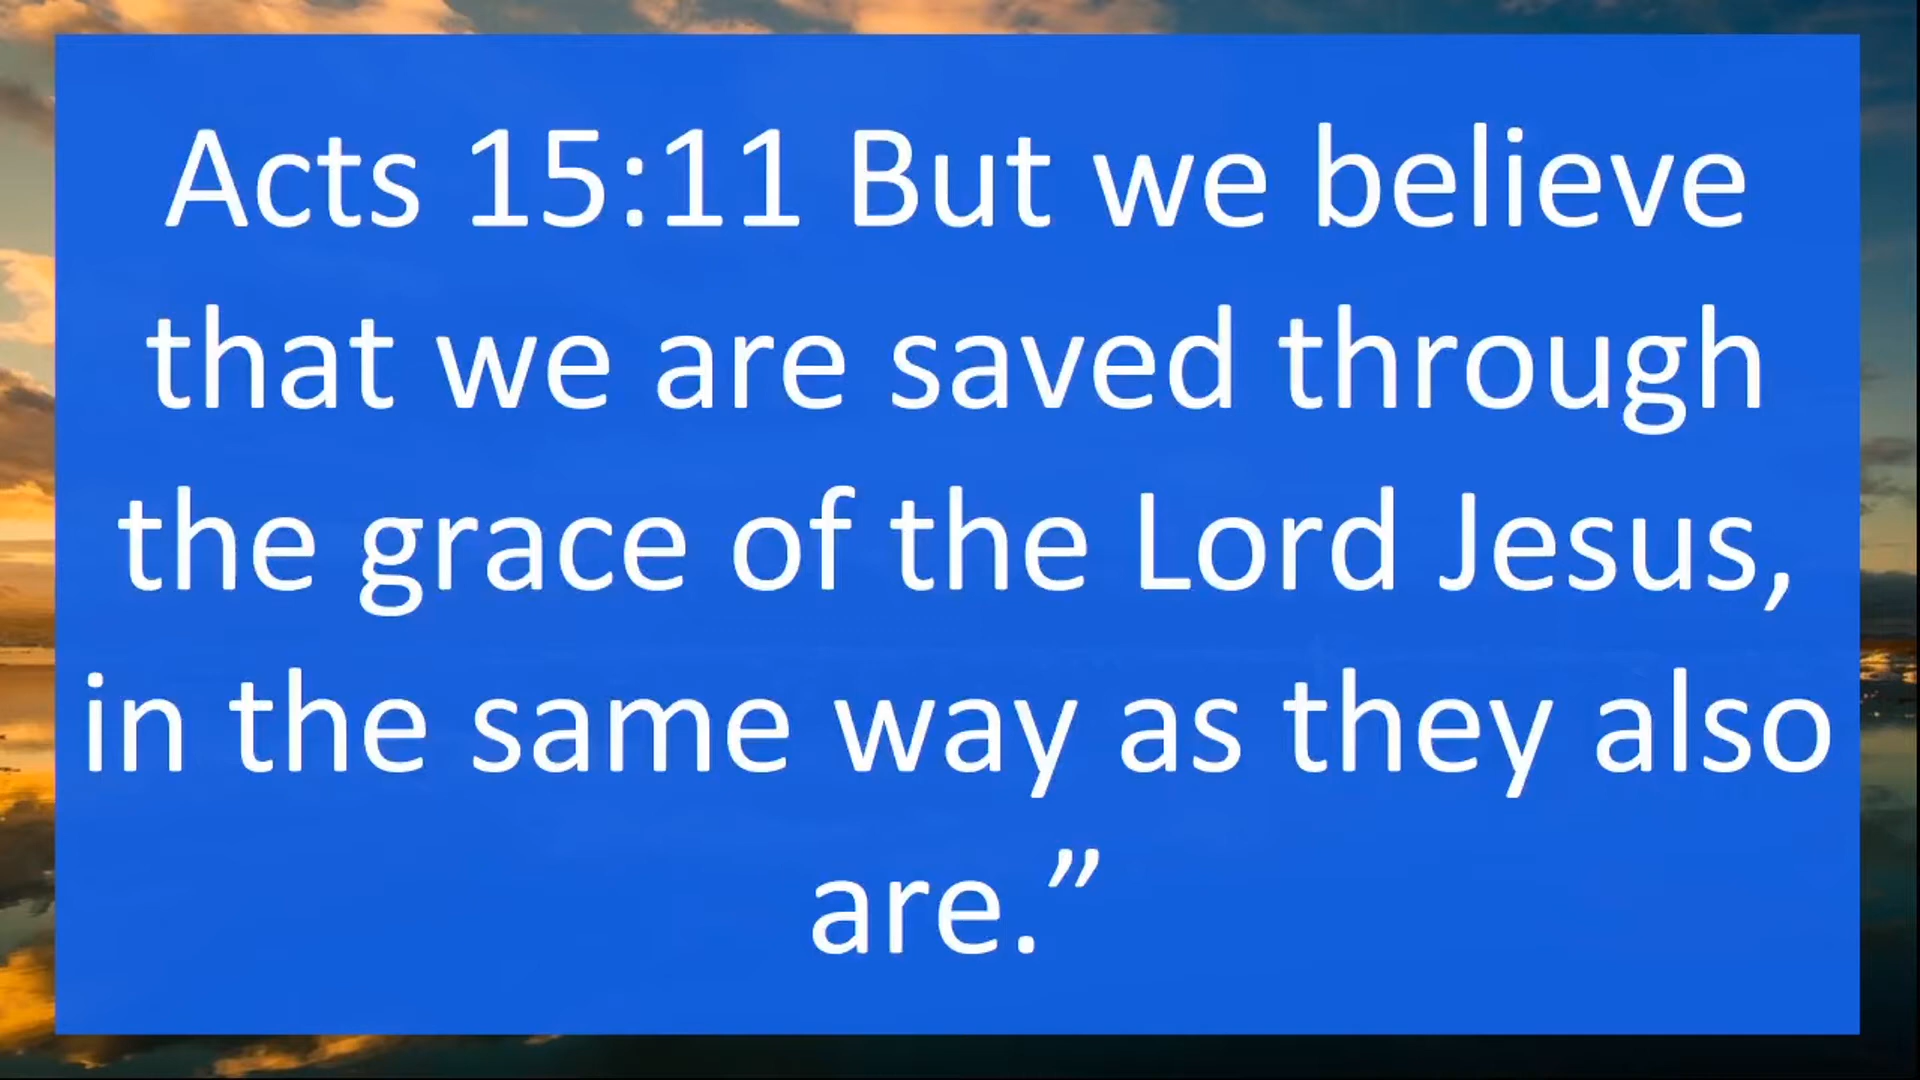 Acts 15:11 But we believe
that we are saved through
the grace of the Lord Jesus,
in the same way as they also
are.”